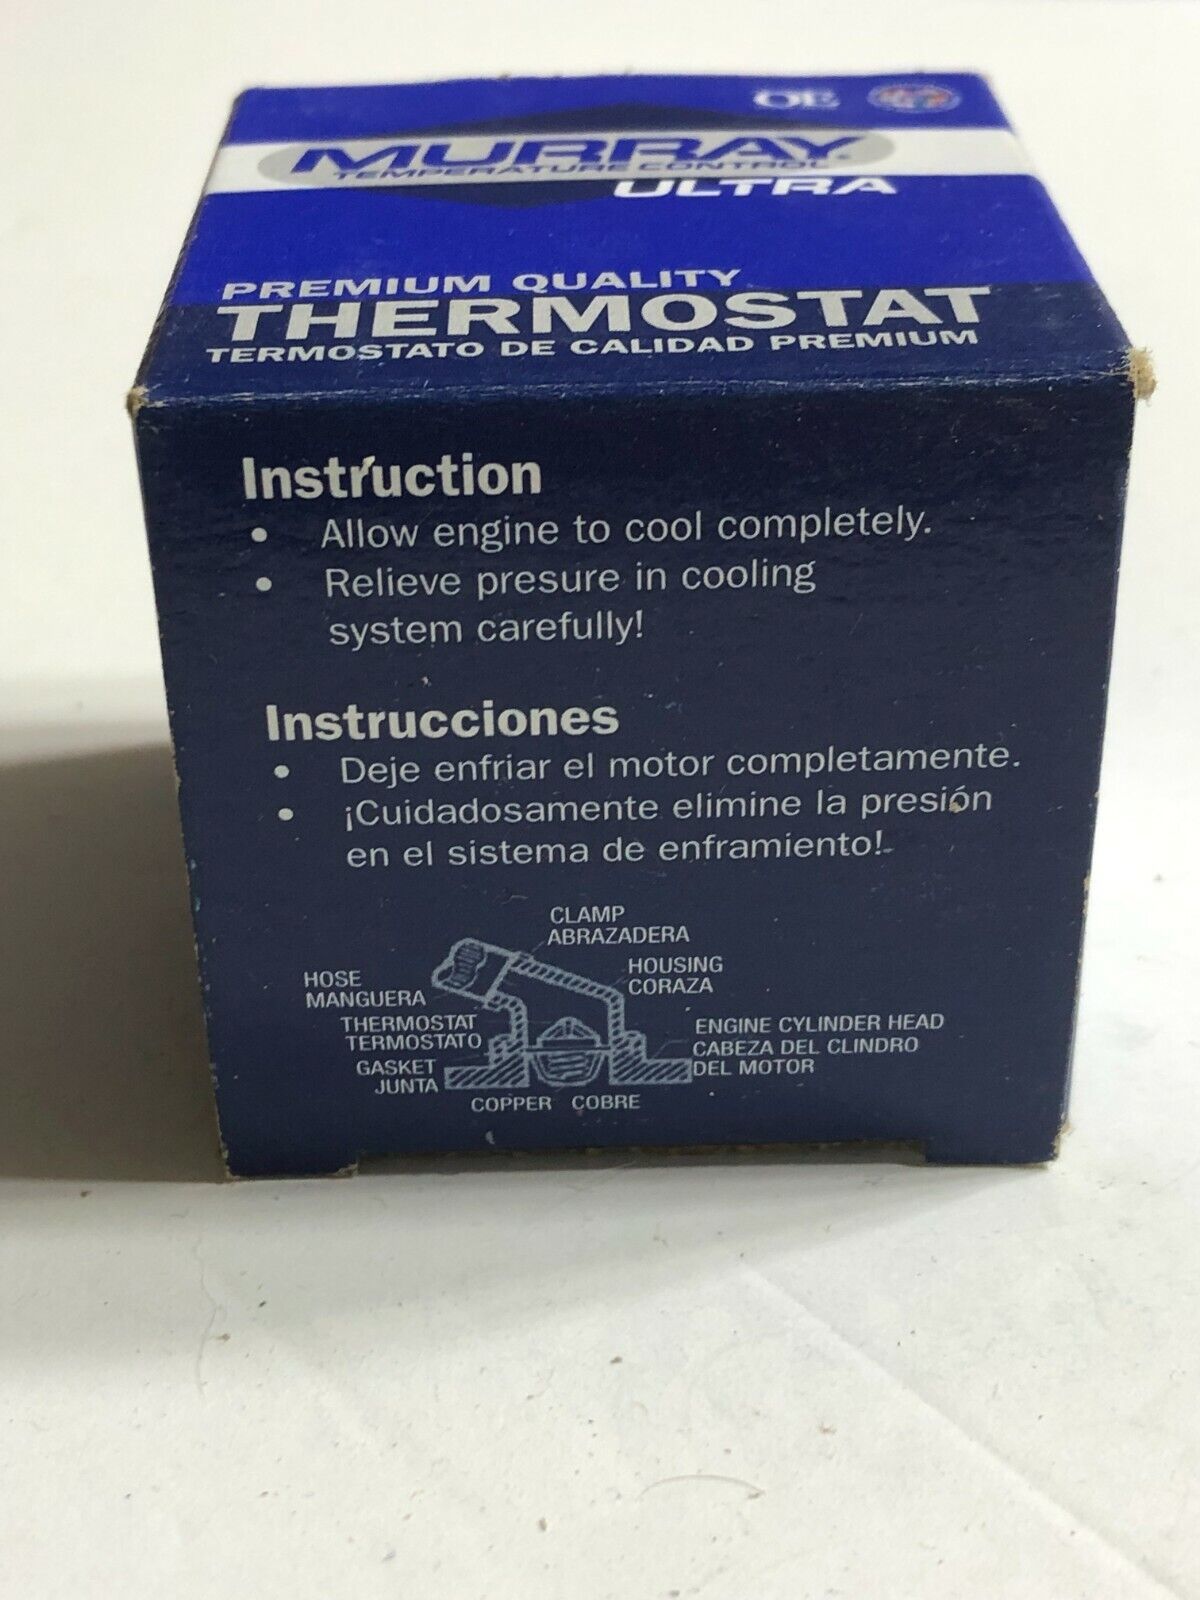 OE
MURRAY
TEMPERATURE CONTROL
ULTRA
PREMIUM QUALITY
THERMOSTAT
TERMOSTATO DE CALIDAD PREMIUM
Instruction
• Allow engine to cool completely.
• Relieve presure in cooling
system carefully!
Instrucciones
• Deje enfriar el motor completamente.
• ¡Cuidadosamente elimine la presión
en el sistema de enframiento!
CLAMP
ABRAZADERA
HOSE
MANGUERA
HOUSING
CORAZA
THERMOSTAT
TERMOSTATO
ENGINE CYLINDER HEAD
CABEZA DEL CLINDRO
DEL MOTOR
GASKET
JUNTA
COPPER COBRE